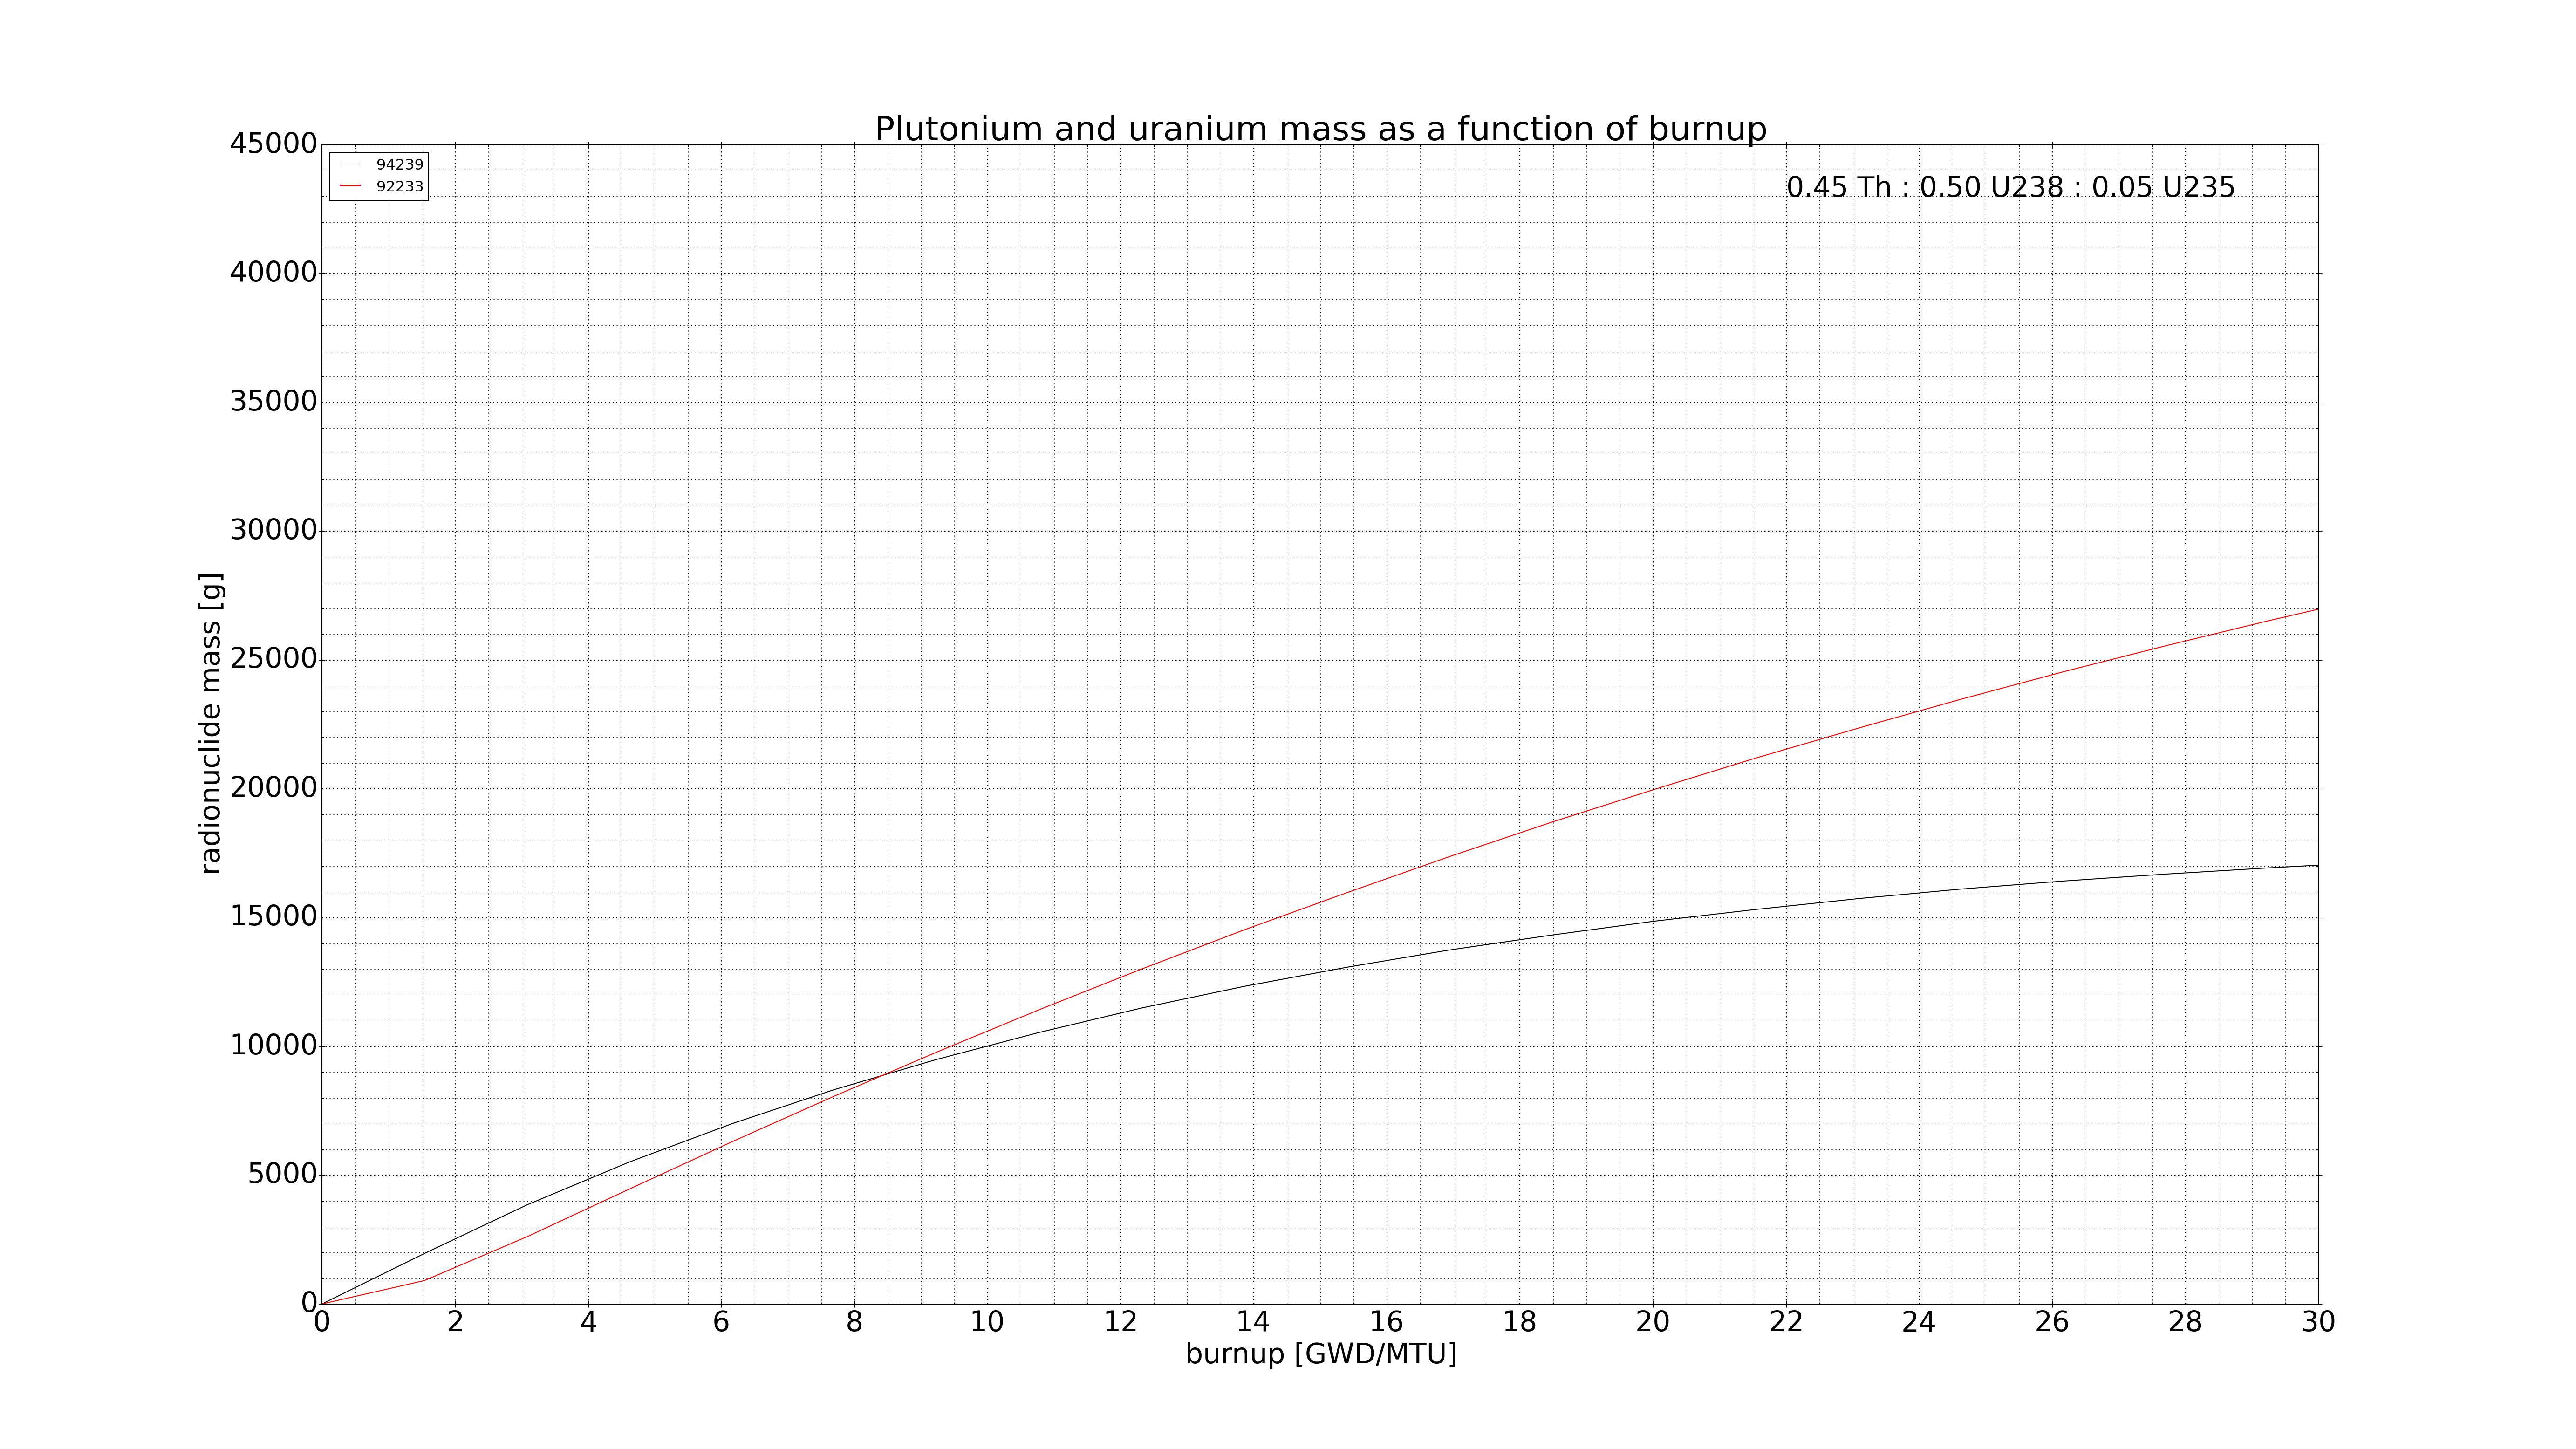 Plutonium and uranium mass as a function of burnup
94239
92233
0.45 Th : 0.50 U238 : 0.05 U235
radionuclide mass [g]
45000
40000
35000
30000
25000
20000
15000
10000
5000
0
0 2 4 6 8 10 12 14 16 18 20 22 24 26 28 30
burnup [GWD/MTU]